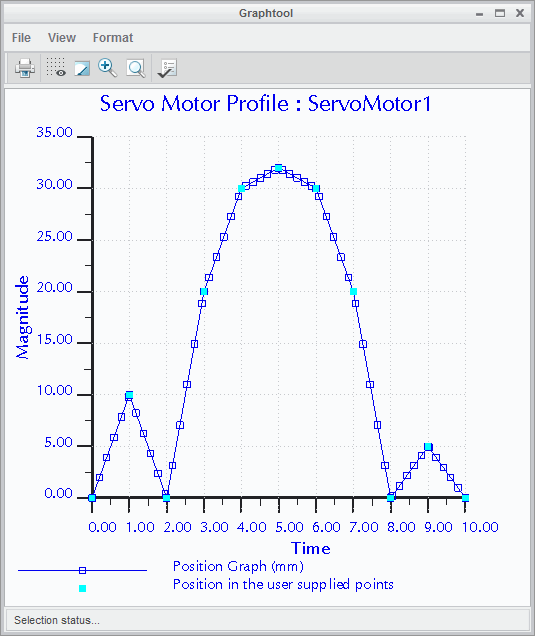 Graphtool
File View Format
Servo Motor Profile : ServoMotor1
35.00
30.00
25.00
20.00
15.00
10.00
5.00
0.00
Magnitude
0.00 1.00 2.00 3.00 4.00 5.00 6.00 7.00 8.00 9.00 10.00
Time
Position Graph (mm)
Position in the user supplied points
Selection status...